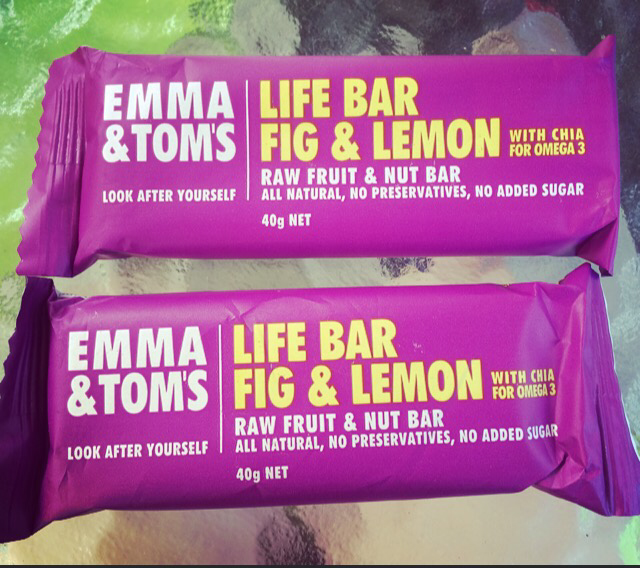 EMMA
&TOM'S
LOOK AFTER YOURSELF
LIFE BAR
FIG & LEMON
WITH CHIA
FOR OMEGA 3
RAW FRUIT & NUT BAR
ALL NATURAL, NO PRESERVATIVES, NO ADDED SUGAR
40g NET
EMMA
&TOM'S
LOOK AFTER YOURSELF
LIFE BAR
FIG & LEMON
WITH CHIA
FOR OMEGA 3
RAW FRUIT & NUT BAR
ALL NATURAL, NO PRESERVATIVES, NO ADDED SUGAR
40g NET